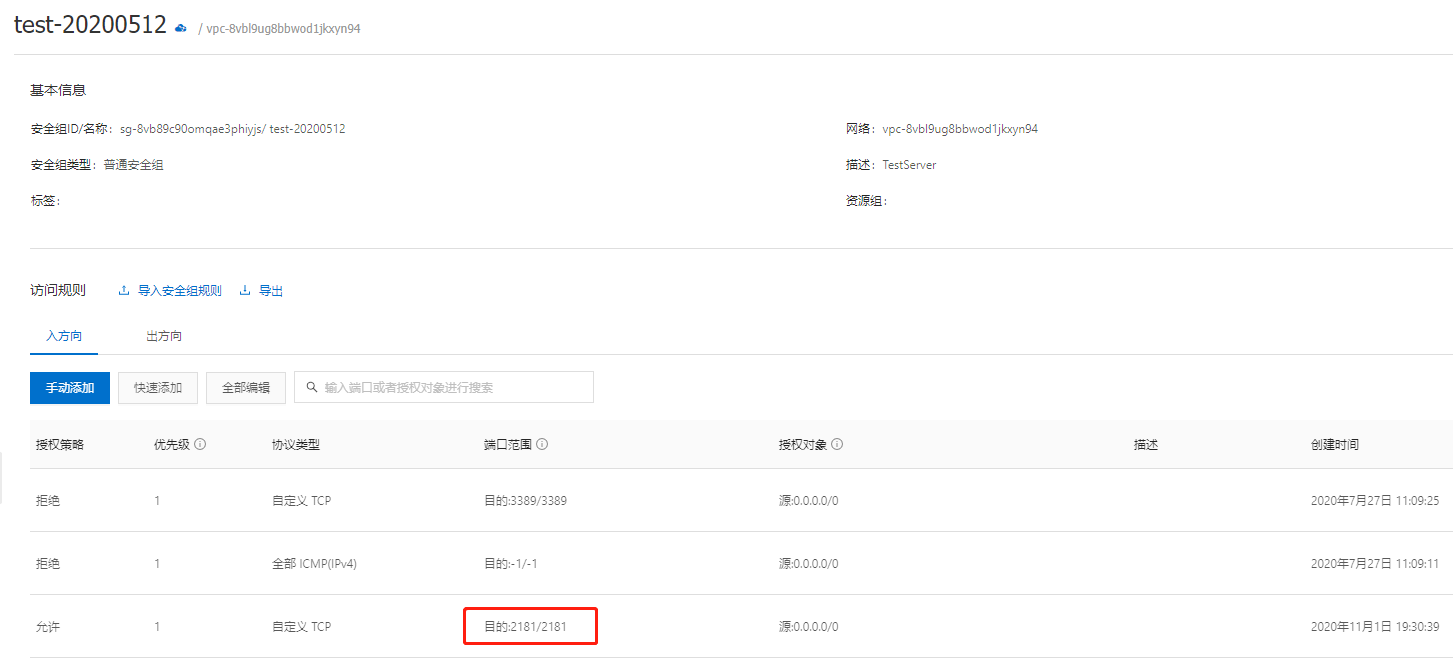 test-20200512 / vpc-8vbl9ug8bbwod1jkxyn94
基本信息
安全组ID/名称: sg-8vb89c90omqae3phiyjs/ test-20200512 网络: vpc-8vbl9ug8bbwod1jkxyn94
安全组类型: 普通安全组 描述: TestServer
标签: 资源组:
访问规则 导入安全组规则 导出
入方向 出方向
手动添加 快速添加 全部编辑 输入端口或者授权对象进行搜索
授权策略 优先级 协议类型 端口范围 授权对象 描述 创建时间
拒绝 1 自定义 TCP 目的:3389/3389 源:0.0.0.0/0 2020年7月27日 11:09:25
拒绝 1 全部 ICMP(IPv4) 目的:-1/-1 源:0.0.0.0/0 2020年7月27日 11:09:11
允许 1 自定义 TCP 目的:2181/2181 源:0.0.0.0/0 2020年11月1日 19:30:39